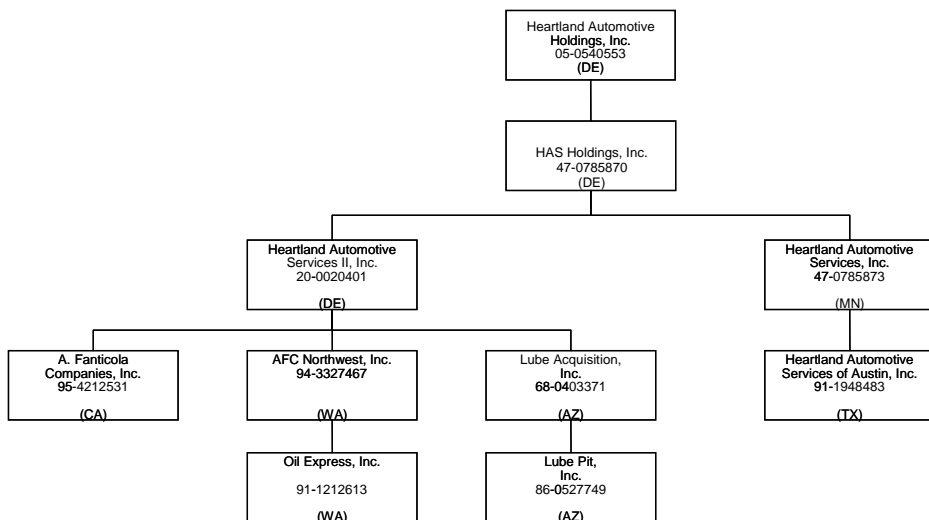 Heartland Automotive
Holdings, Inc.
05-0540553
(DE)
HAS Holdings, Inc.
47-0785870
(DE)
Heartland Automotive
Services II, Inc.
20-0020401
(DE)
Heartland Automotive
Services, Inc.
47-0785873
(MN)
A. Fanticola
Companies, Inc.
95-4212531
(CA)
AFC Northwest, Inc.
94-3327467
(WA)
Lube Acquisition,
Inc.
68-0403371
(AZ)
Heartland Automotive
Services of Austin, Inc.
91-1948483
(TX)
Oil Express, Inc.
91-1212613
(WA)
Lube Pit,
Inc.
86-0527749
(AZ)